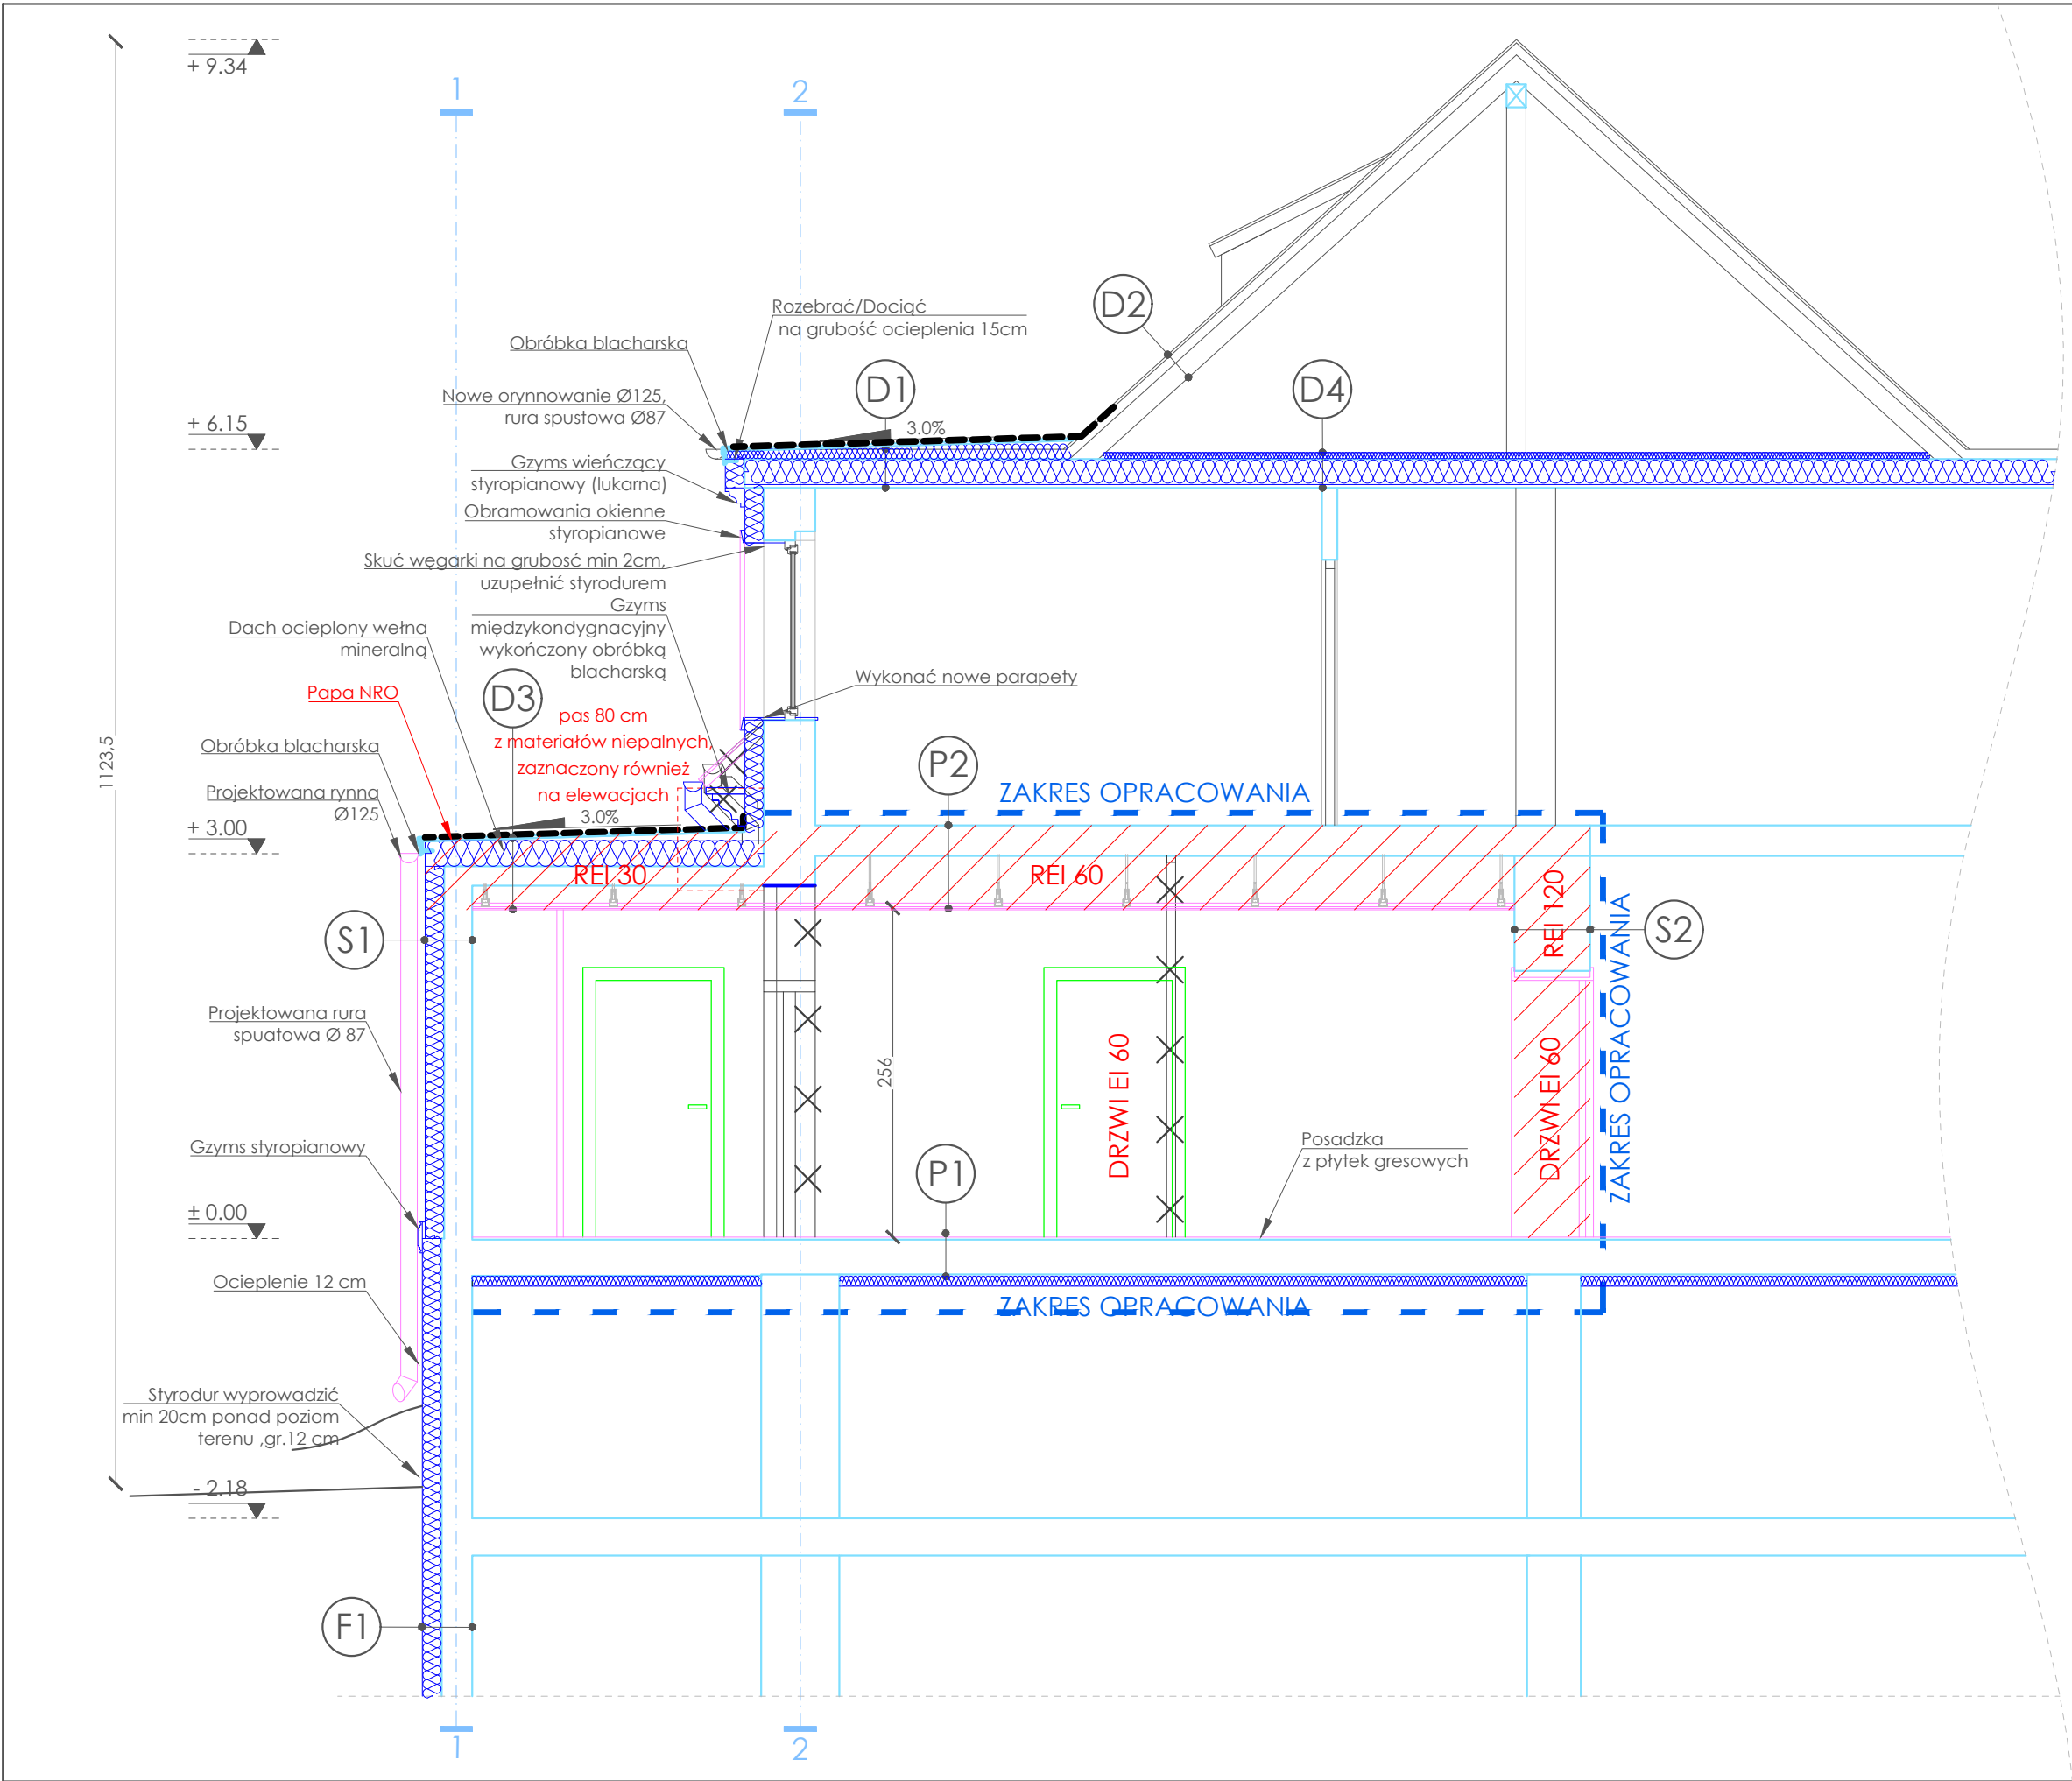 + 9.34
1
2
Rozebrać/Dociąć
na grubość ocieplenia 15cm
D2
Obróbka blacharska
D1
D4
Nowe orynnowanie Ø125,
rura spustowa Ø87
+ 6.15
3.0%
Gzyms wieńczący
styropianowy (lukarna)
Obramowania okienne
styropianowe
Skuć węgarki na grubosć min 2cm,
uzupełnić styrodurem
Gzyms
międzykondygnacyjny
wykończony obróbką
blacharską
Dach ocieplony wełna
mineralną
Wykonać nowe parapety
Papa NRO
D3
pas 80 cm
z materiałów niepalnych,
zaznaczony również
na elewacjach
1123,5
Obróbka blacharska
P2
Projektowana rynna
Ø125
ZAKRES OPRACOWANIA
+ 3.00
3.0%
REI 30
REI 60
REI 120
S1
S2
ZAKRES OPRACOWANIA
Projektowana rura
spuatowa Ø 87
256
DRZWI EI 60
DRZWI EI 60
Gzyms styropianowy
P1
Posadzka
z płytek gresowych
± 0.00
Ocieplenie 12 cm
ZAKRES OPRACOWANIA
Styrodur wyprowadzić
min 20cm ponad poziom
terenu ,gr.12 cm
- 2.18
F1
1
2